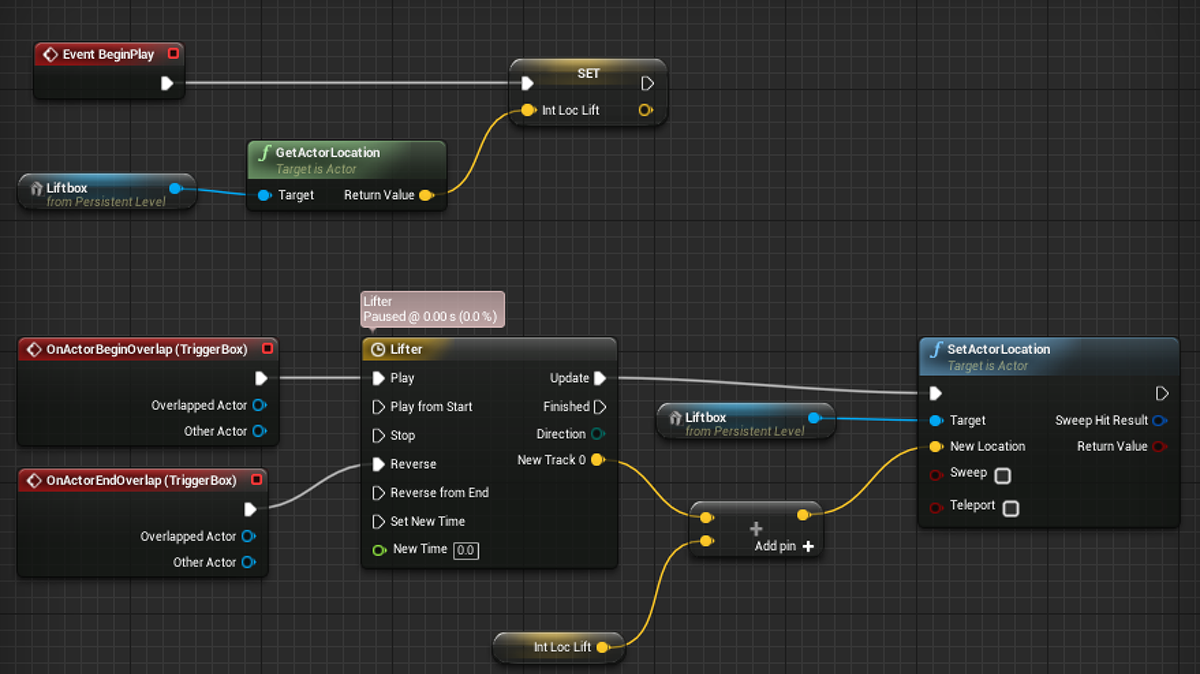 Event BeginPlay
SET
Int Loc Lift
GetActorLocation
Target is Actor
Target Return Value
Liftbox
from Persistent Level
Lifter
Paused @ 0.00 s (0.0 %)
OnActorBeginOverlap (TriggerBox)
Overlapped Actor
Other Actor
OnActorEndOverlap (TriggerBox)
Overlapped Actor
Other Actor
Lifter
Play Update
Play from Start Finished
Stop Direction
Reverse New Track 0
Reverse from End
Set New Time
New Time 0.0
Liftbox
from Persistent Level
Add pin
Int Loc Lift
SetActorLocation
Target is Actor
Target Sweep Hit Result
New Location Return Value
Sweep
Teleport